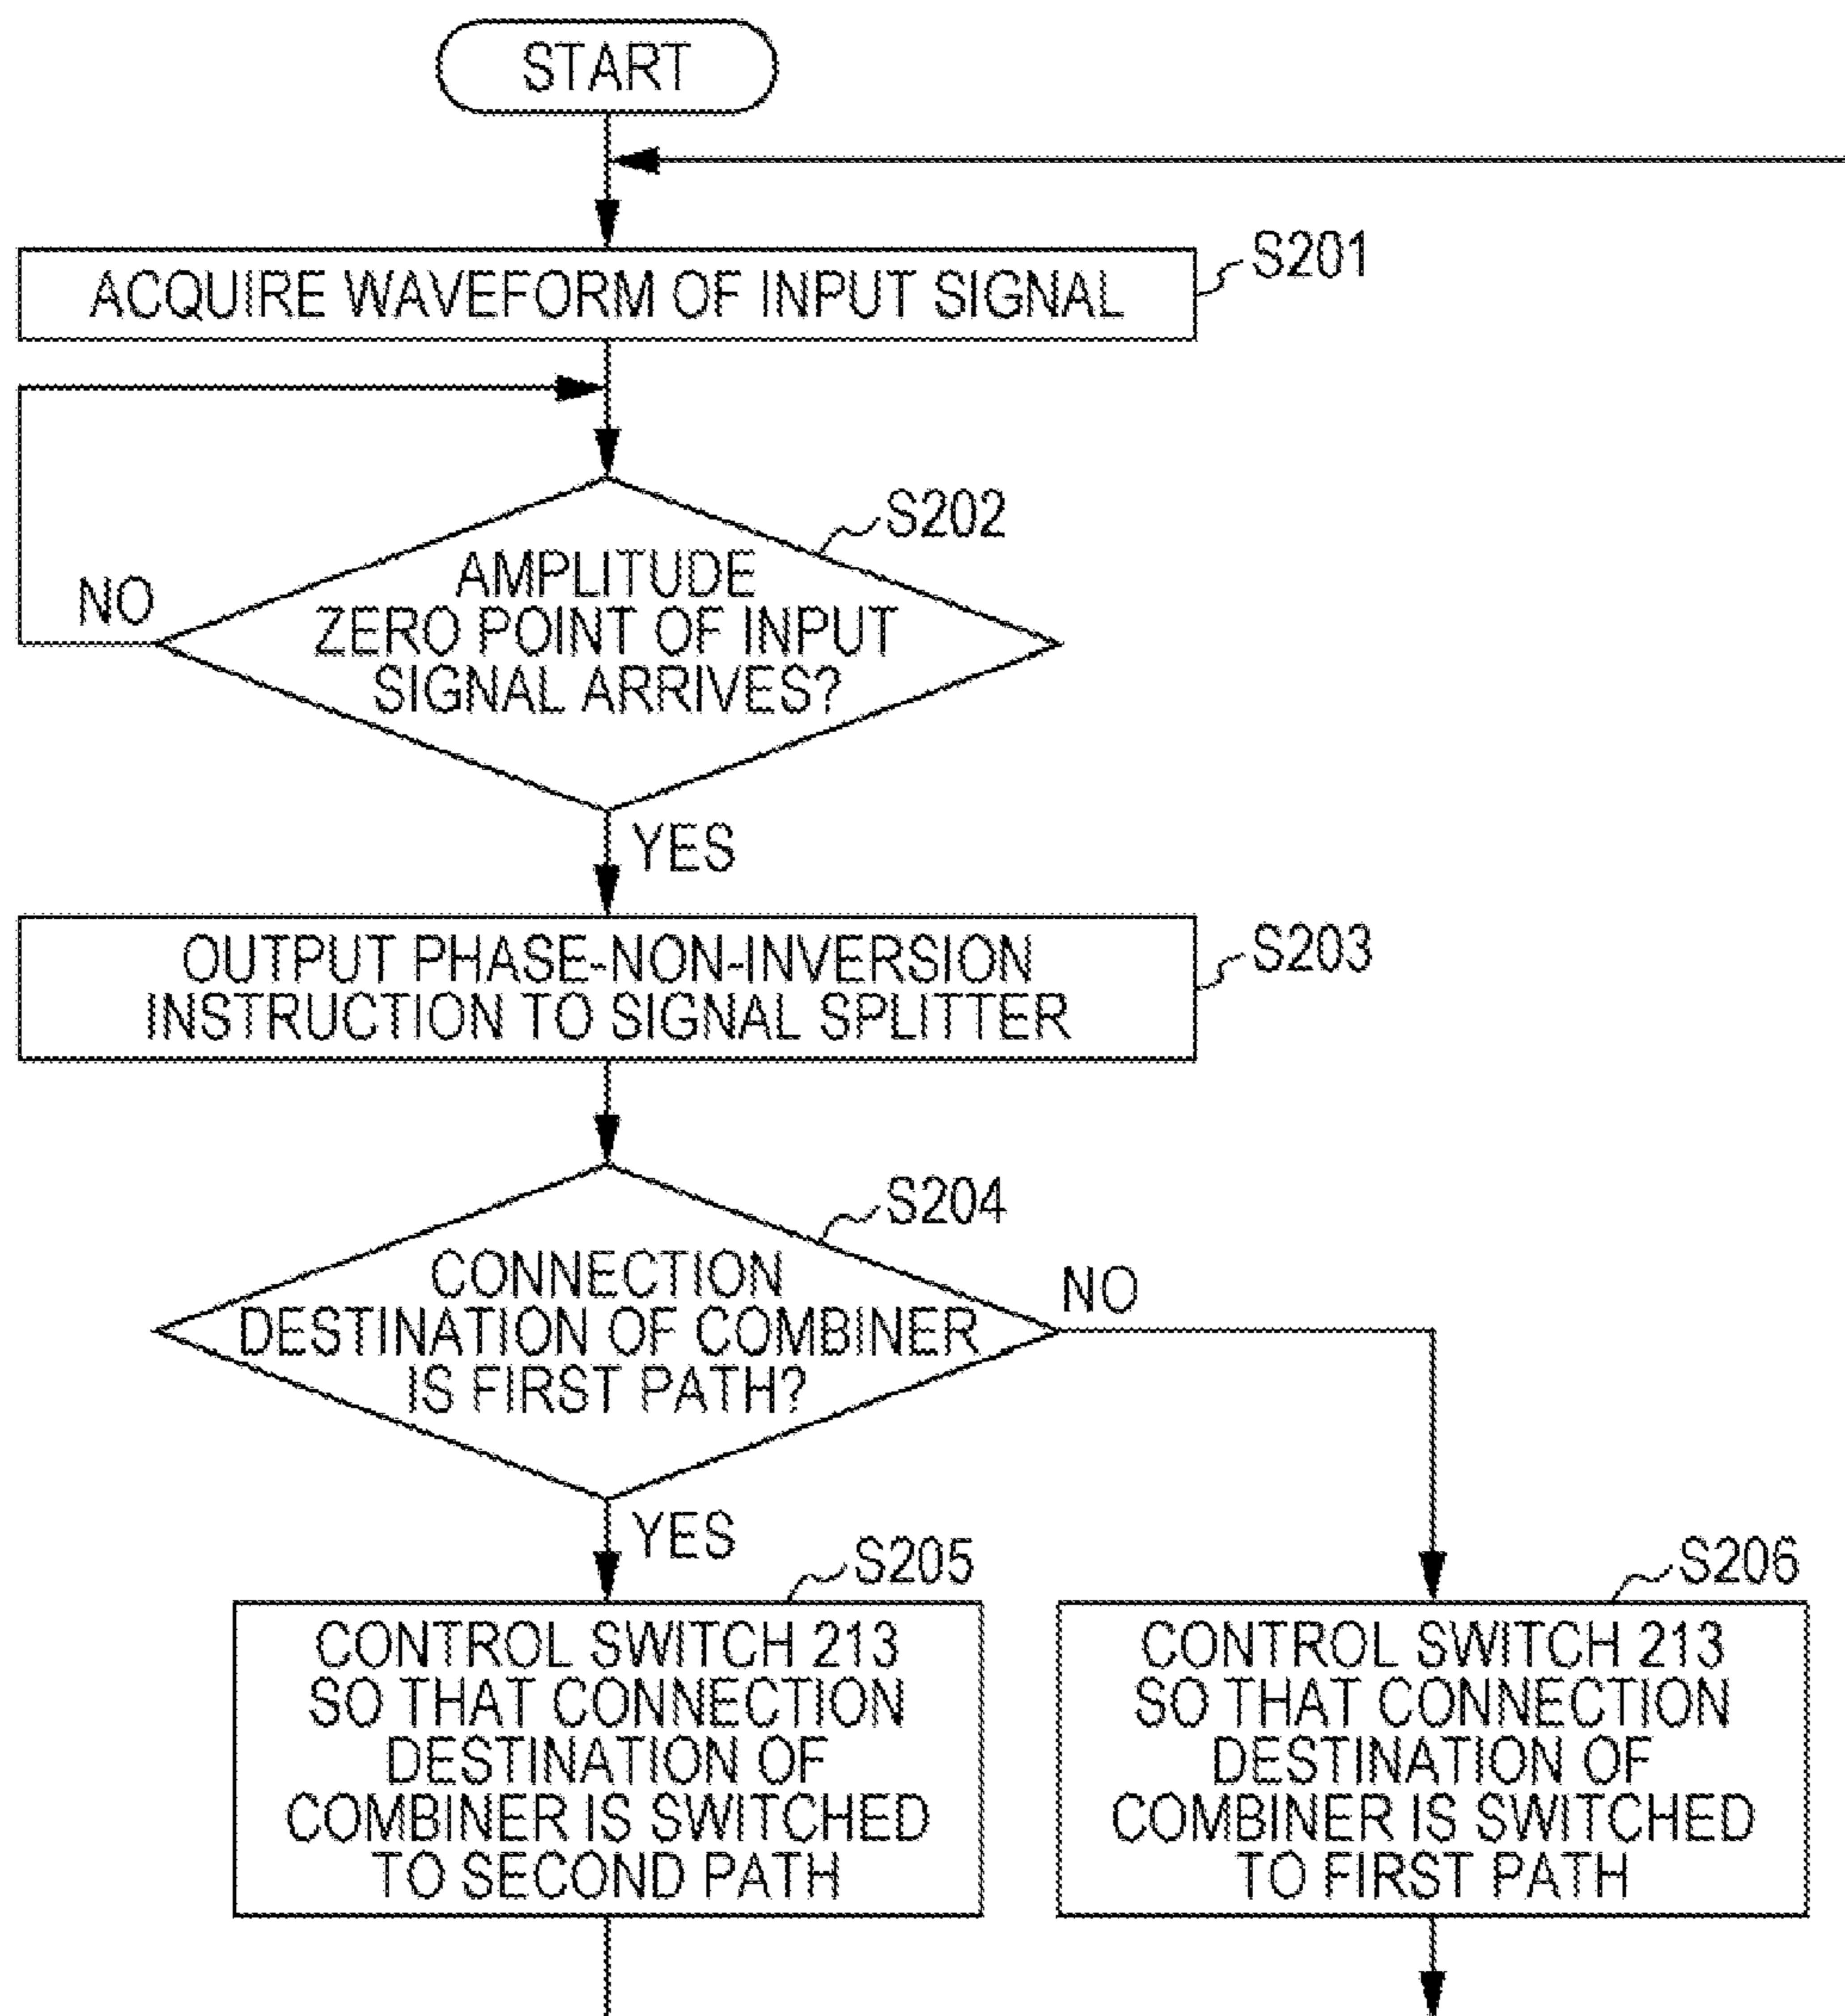 START
ACQUIRE WAVEFORM OF INPUT SIGNAL
S201
S202
AMPLITUDE
ZERO POINT OF INPUT
SIGNAL ARRIVES?
NO
YES
OUTPUT PHASE-NON-INVERSION
INSTRUCTION TO SIGNAL SPLITTER
S203
S204
CONNECTION
DESTINATION OF COMBINER
IS FIRST PATH?
NO
YES
S205
CONTROL SWITCH 213
SO THAT CONNECTION
DESTINATION OF
COMBINER IS SWITCHED
TO SECOND PATH
S206
CONTROL SWITCH 213
SO THAT CONNECTION
DESTINATION OF
COMBINER IS SWITCHED
TO FIRST PATH